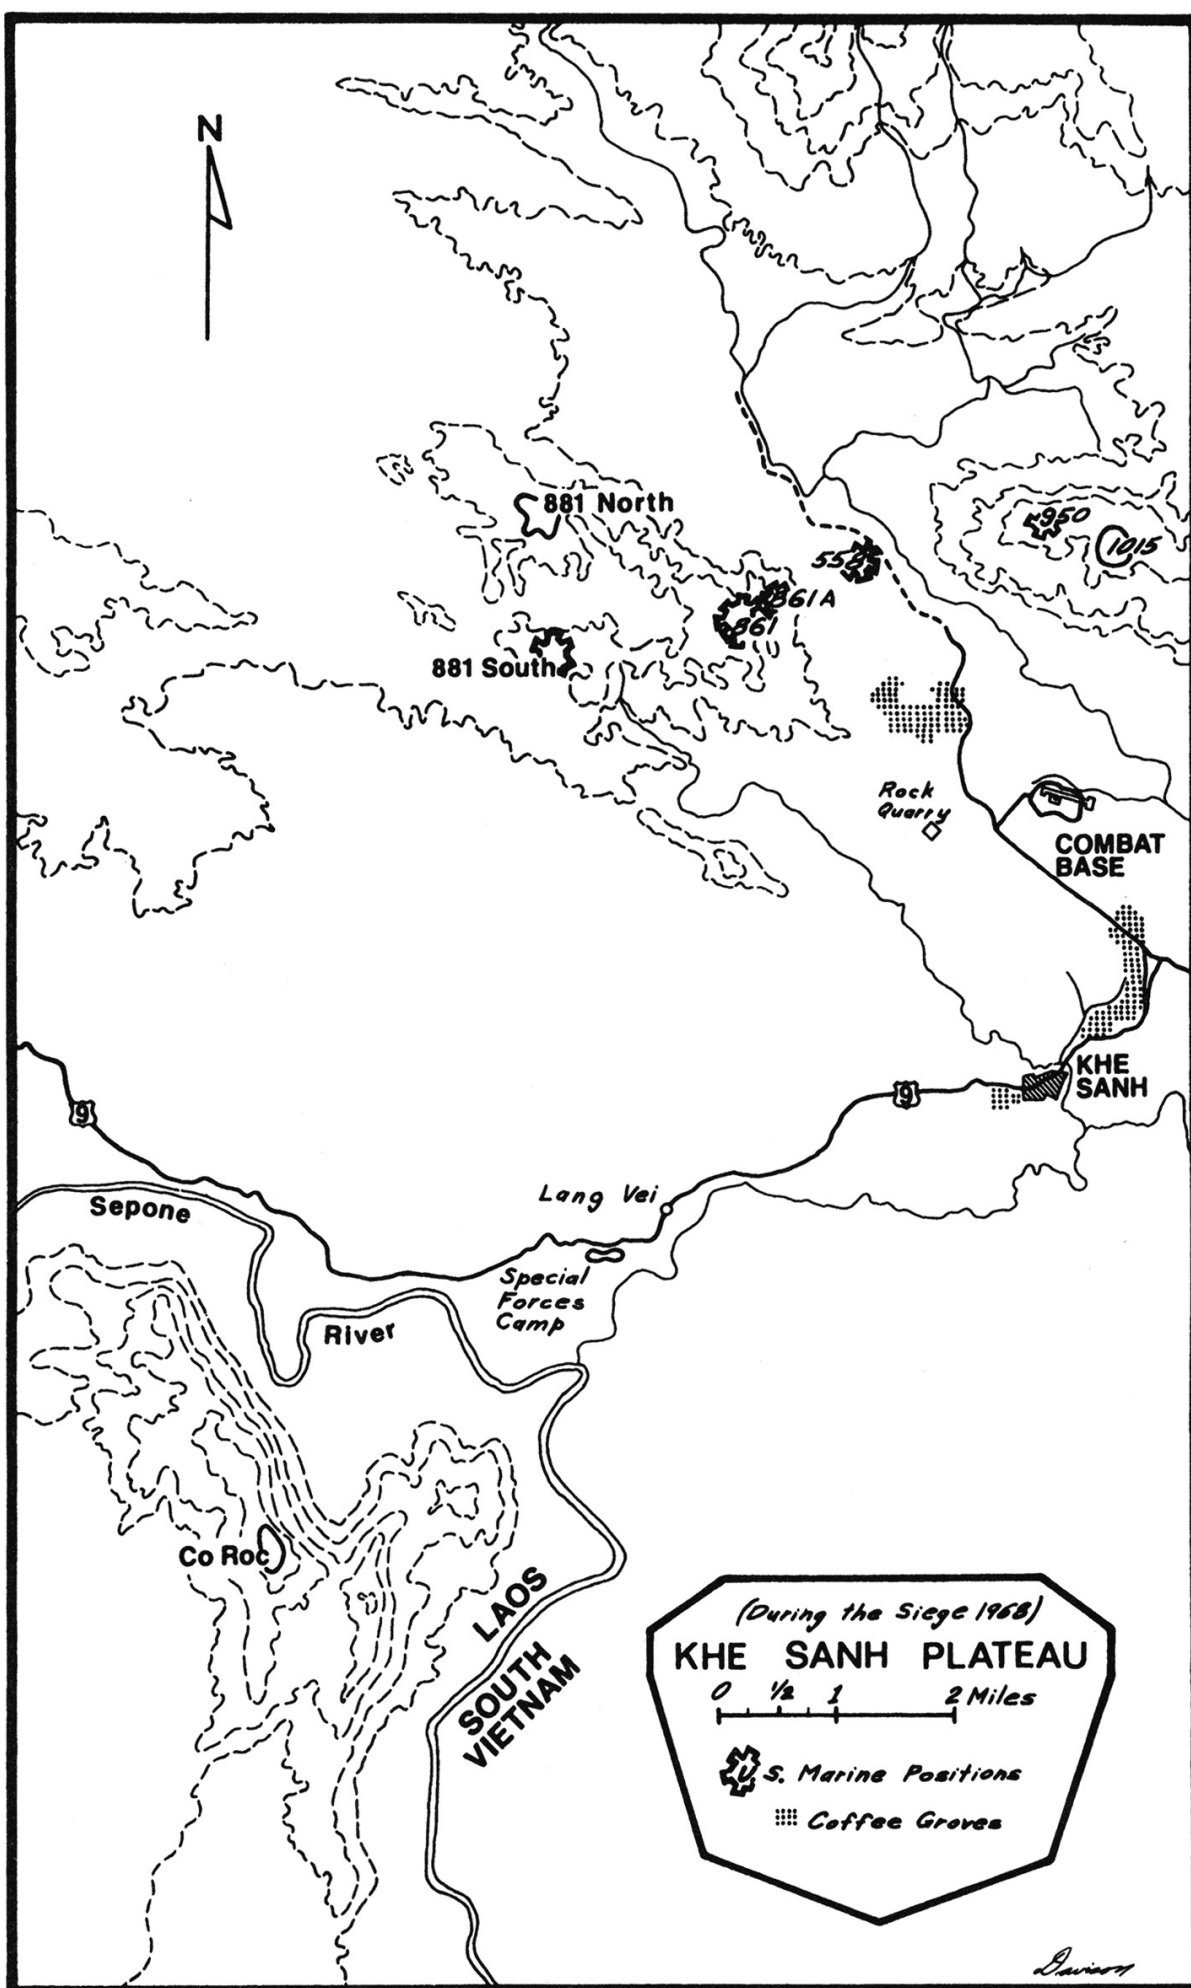 N
881 North
950
1015
558
861A
861
881 South
Rock
Quarry
COMBAT
BASE
KHE
SANH
9
9
Lang Vei
Sepone
Special
Forces
Camp
River
Co Roc
LAOS
SOUTH
VIETNAM
(During the Siege 1968)
KHE SANH PLATEAU
0 1/2 1 2 Miles
U.S. Marine Positions
Coffee Groves
Davison